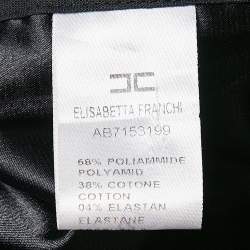 ELISABETTA FRANCHI
AB7153199
58% POLIAMMIDE
POLYAMID
38% COTONE
COTTON
04% ELASTAN
ELASTANE